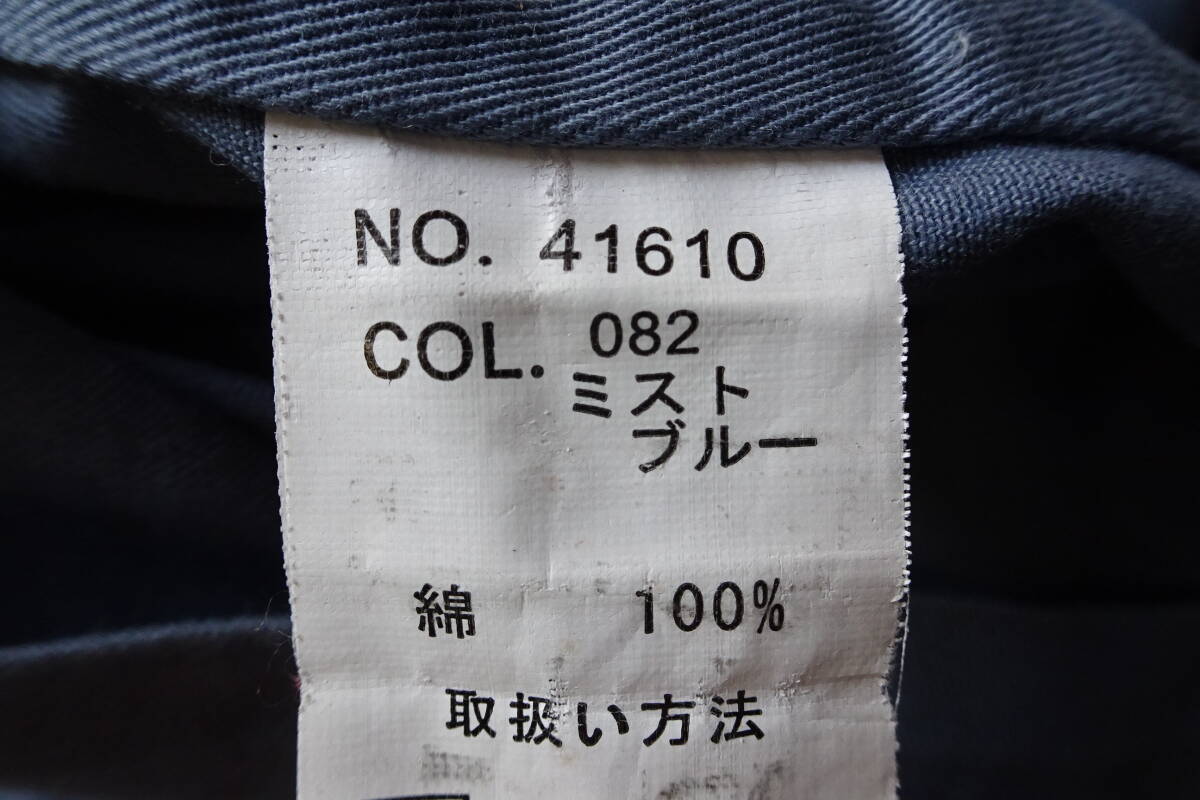 NO. 41610
COL. 082
ミスト
ブルー
綿 100%
取扱い方法